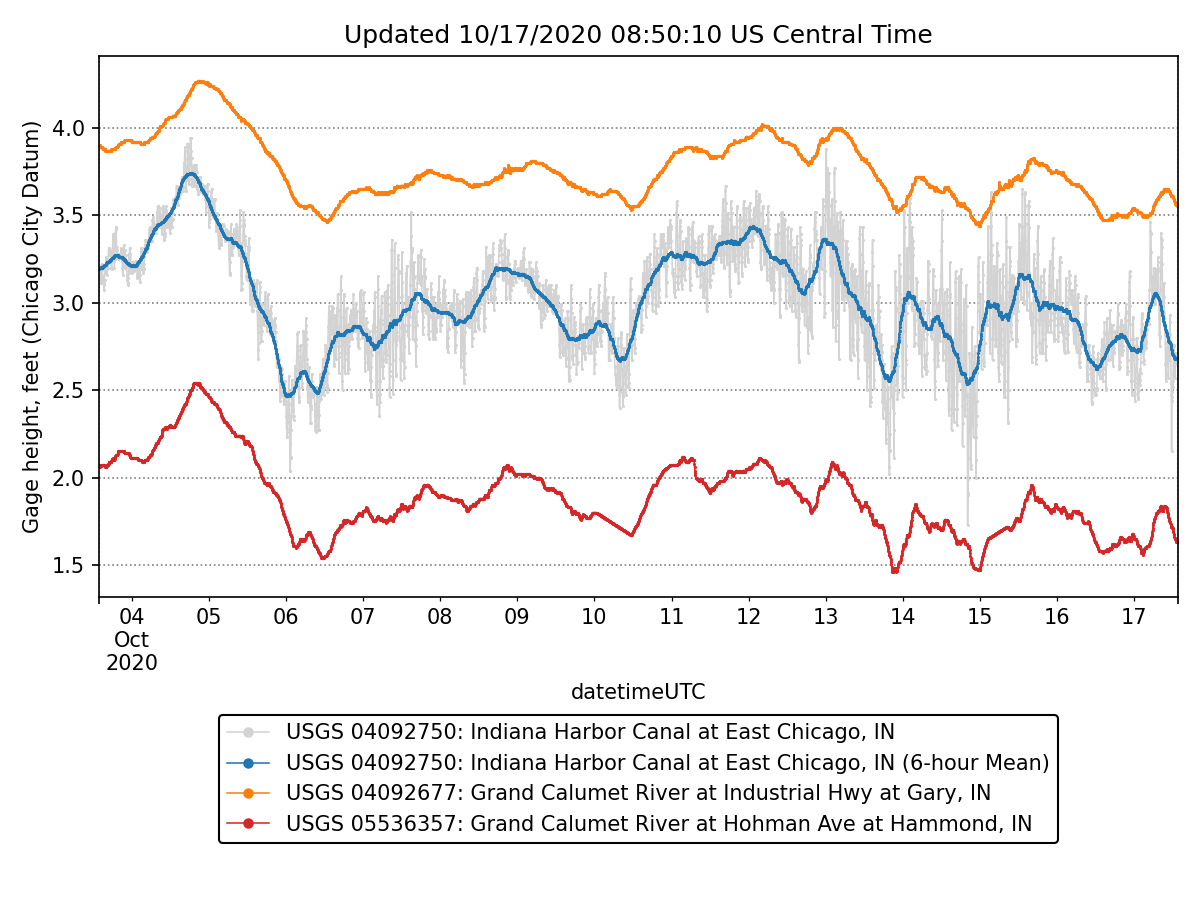 Updated 10/17/2020 08:50:10 US Central Time
Gage height, feet (Chicago City Datum)
4.0
3.5
3.0
2.5
2.0
1.5
04 05 06 07 08 09 10 11 12 13 14 15 16 17
Oct
2020
datetimeUTC
USGS 04092750: Indiana Harbor Canal at East Chicago, IN
USGS 04092750: Indiana Harbor Canal at East Chicago, IN (6-hour Mean)
USGS 04092677: Grand Calumet River at Industrial Hwy at Gary, IN
USGS 05536357: Grand Calumet River at Hohman Ave at Hammond, IN